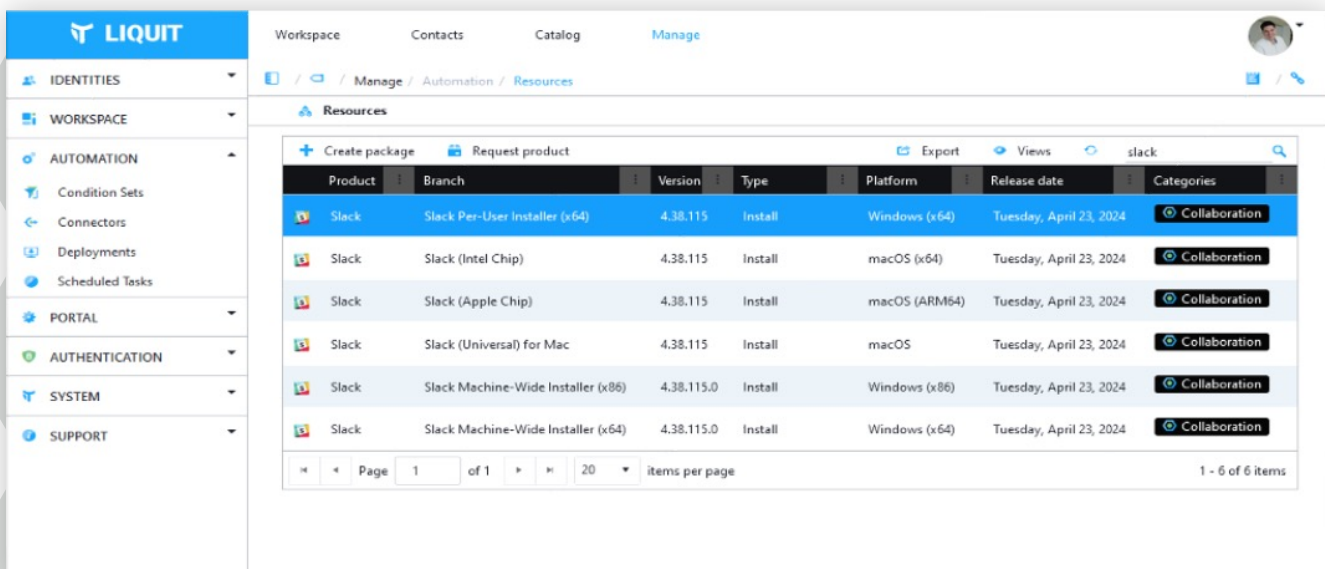 LIQUIT
Workspace Contacts Catalog Manage
IDENTITIES
WORKSPACE
AUTOMATION
Condition Sets
Connectors
Deployments
Scheduled Tasks
PORTAL
AUTHENTICATION
SYSTEM
SUPPORT
/ / Manage / Automation / Resources /
Resources
Create package Request product Export Views slack
Product Branch Version Type Platform Release date Categories
Slack Slack Per-User Installer (x64) 4.38.115 Install Windows (x64) Tuesday, April 23, 2024 Collaboration
Slack Slack (Intel Chip) 4.38.115 Install macOS (x64) Tuesday, April 23, 2024 Collaboration
Slack Slack (Apple Chip) 4.38.115 Install macOS (ARM64) Tuesday, April 23, 2024 Collaboration
Slack Slack (Universal) for Mac 4.38.115 Install macOS Tuesday, April 23, 2024 Collaboration
Slack Slack Machine-Wide Installer (x86) 4.38.115.0 Install Windows (x86) Tuesday, April 23, 2024 Collaboration
Slack Slack Machine-Wide Installer (x64) 4.38.115.0 Install Windows (x64) Tuesday, April 23, 2024 Collaboration
Page 1 of 1 20 items per page 1 - 6 of 6 items